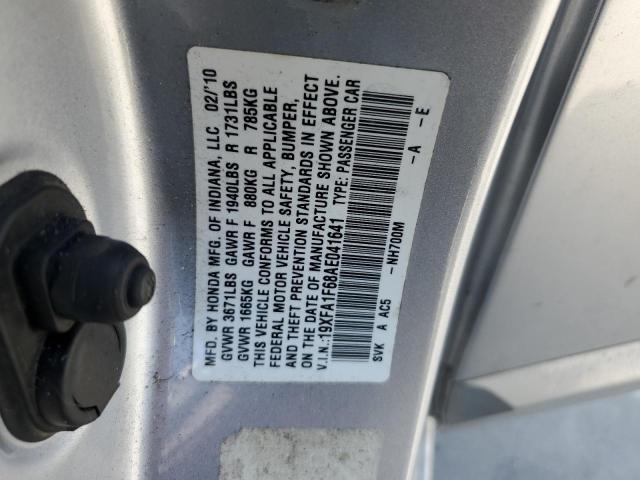 MFD. BY HONDA MFG. OF INDIANA, LLC 02/'10
GVWR 3671LBS GAWR F 1940LBS R 1731LBS
GVWR 1665KG GAWR F 880KG R 785KG
THIS VEHICLE CONFORMS TO ALL APPLICABLE
FEDERAL MOTOR VEHICLE SAFETY, BUMPER,
AND THEFT PREVENTION STANDARDS IN EFFECT
ON THE DATE OF MANUFACTURE SHOWN ABOVE.
V.I.N.:19XFA1F68AE041641 TYPE: PASSENGER CAR
- NH700M - A - E
SVK A AC5